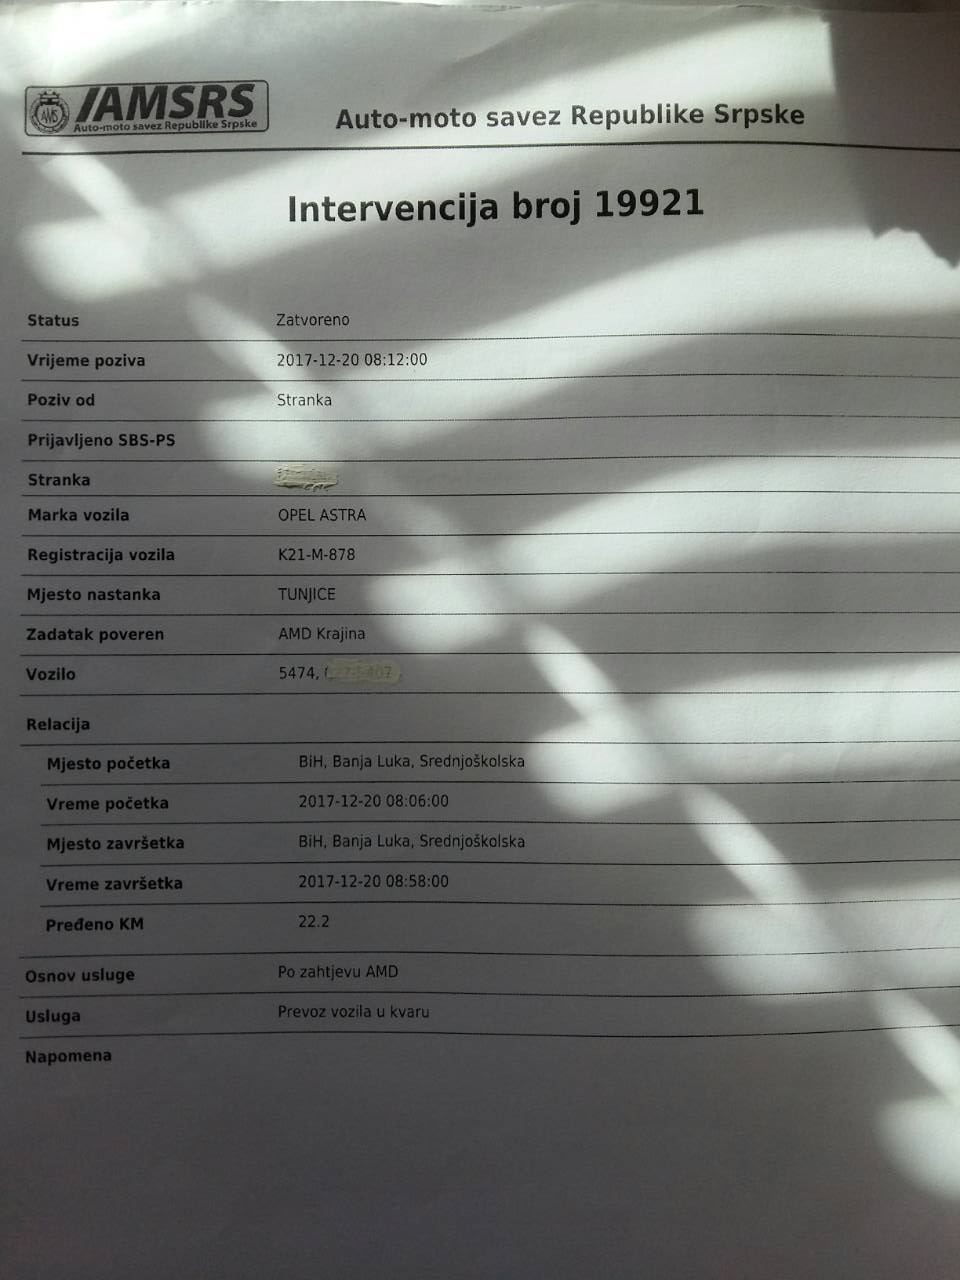 AMSRS
Auto-moto savez Republike Srpske
Auto-moto savez Republike Srpske
Intervencija broj 19921
Status Zatvoreno
Vrijeme poziva 2017-12-20 08:12:00
Poziv od Stranka
Prijavljeno SBS-PS
Stranka
Marka vozila OPEL ASTRA
Registracija vozila K21-M-878
Mjesto nastanka TUNJICE
Zadatak poveren AMD Krajina
Vozilo 5474,
Relacija
Mjesto početka BiH, Banja Luka, Srednjoškolska
Vreme početka 2017-12-20 08:06:00
Mjesto završetka BiH, Banja Luka, Srednjoškolska
Vreme završetka 2017-12-20 08:58:00
Pređeno KM 22.2
Osnov usluge Po zahtjevu AMD
Usluga Prevoz vozila u kvaru
Napomena